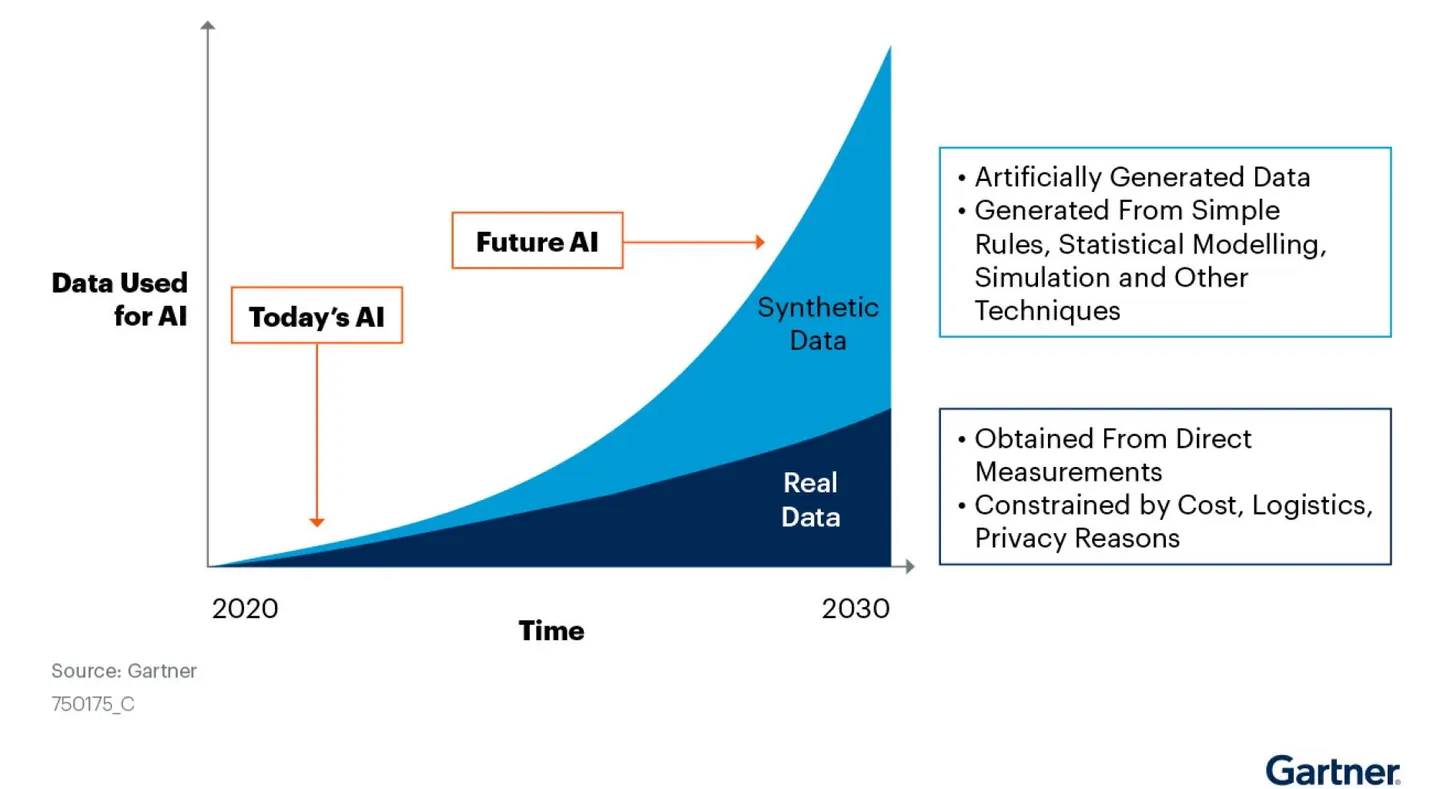 Data Used
for AI
Today's AI
Future AI
Synthetic
Data
Real
Data
2020
2030
Time
• Artificially Generated Data
• Generated From Simple
Rules, Statistical Modelling,
Simulation and Other
Techniques
• Obtained From Direct
Measurements
• Constrained by Cost, Logistics,
Privacy Reasons
Source: Gartner
750175_C
Gartner.